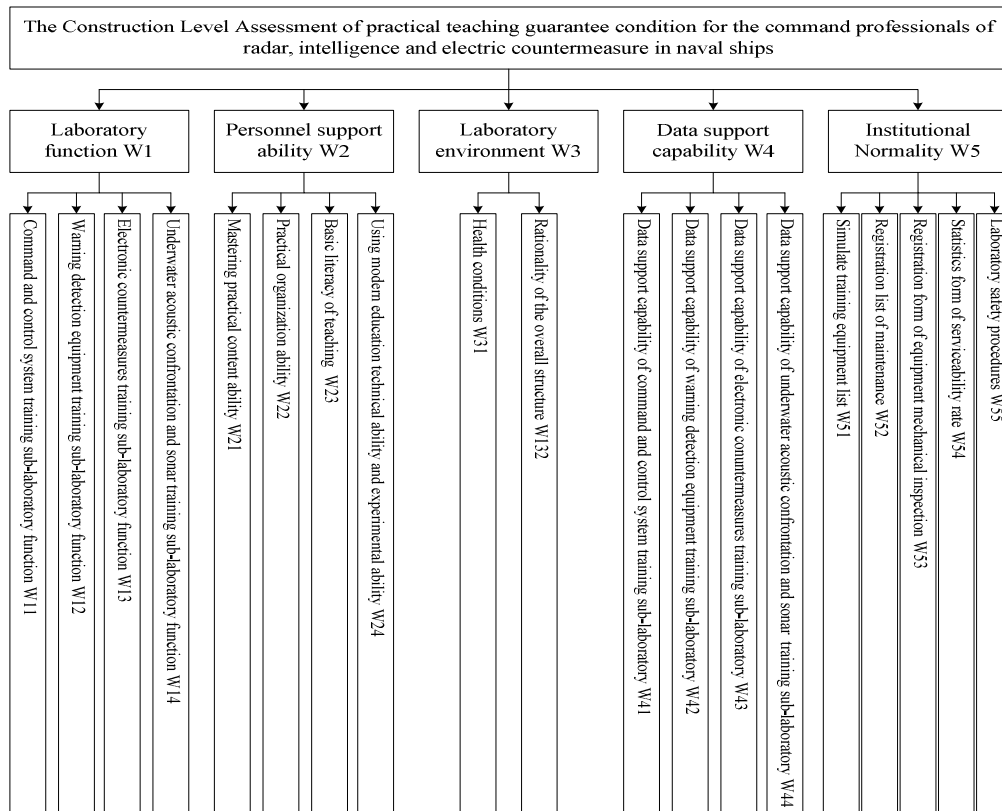 The Construction Level Assessment of practical teaching guarantee condition for the command professionals of
radar, intelligence and electric countermeasure in naval ships
Laboratory
function W1
Personnel support
ability W2
Laboratory
environment W3
Data support
capability W4
Institutional
Normality W5
Command and control system training sub-laboratory function W11
Warning detection equipment training sub-laboratory function W12
Electronic countermeasures training sub-laboratory function W13
Underwater acoustic confrontation and sonar training sub-laboratory function W14
Mastering practical content ability W21
Practical organization ability W22
Basic literacy of teaching W23
Using modern education technical ability and experimental ability W24
Health conditions W31
Rationality of the overall structure W132
Data support capability of command and control system training sub-laboratory W41
Data support capability of warning detection equipment training sub-laboratory W42
Data support capability of electronic conuntermeasures training sub-laboratory W43
Data support capability of underwater acoustic confrontation and sonar training sub-laboratory W44
Simulate training equipment list W51
Registration list of maintenance W52
Registration form of equipment mechanical inspection W53
Statistics form of serviceability rate W54
Laboratory safety procedures W55